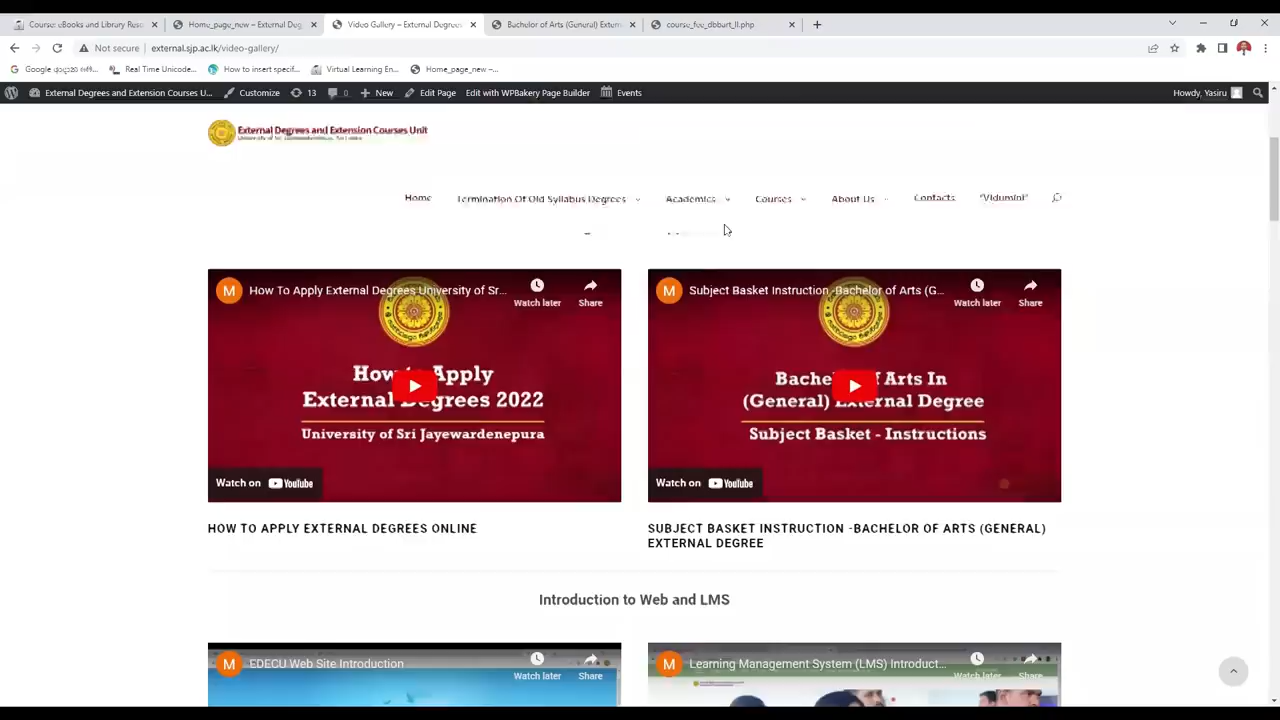 Course: eBooks and Library Reso
Home_page_new – External Deg
Video Gallery – External Degrees
Bachelor of Arts (General) Extern
course_fee_dbbart_II.php
Not secure
external.sjp.ac.lk/video-gallery/
Real Time Unicode...
How to insert specif...
Virtual Learning En...
Home_page_new –...
External Degrees and Extension Courses U...
Customize
13
0
New
Edit Page
Edit with WPBakery Page Builder
Events
Howdy, Yasiru
External Degrees and Extension Courses Unit
Home
Termination Of Old Syllabus Degrees
Academics
Courses
About Us
Contacts
"Vidumini"
M
How To Apply External Degrees University of Sr...
Watch later
Share
How to Apply
External Degrees 2022
University of Sri Jayewardenepura
Watch on YouTube
M
Subject Basket Instruction -Bachelor of Arts (G...
Watch later
Share
Bachelor of Arts In
(General) External Degree
Subject Basket - Instructions
Watch on YouTube
HOW TO APPLY EXTERNAL DEGREES ONLINE
SUBJECT BASKET INSTRUCTION -BACHELOR OF ARTS (GENERAL)
EXTERNAL DEGREE
Introduction to Web and LMS
M
EDECU Web Site Introduction
Watch later
Share
M
Learning Management System (LMS) Introduct...
Watch later
Share